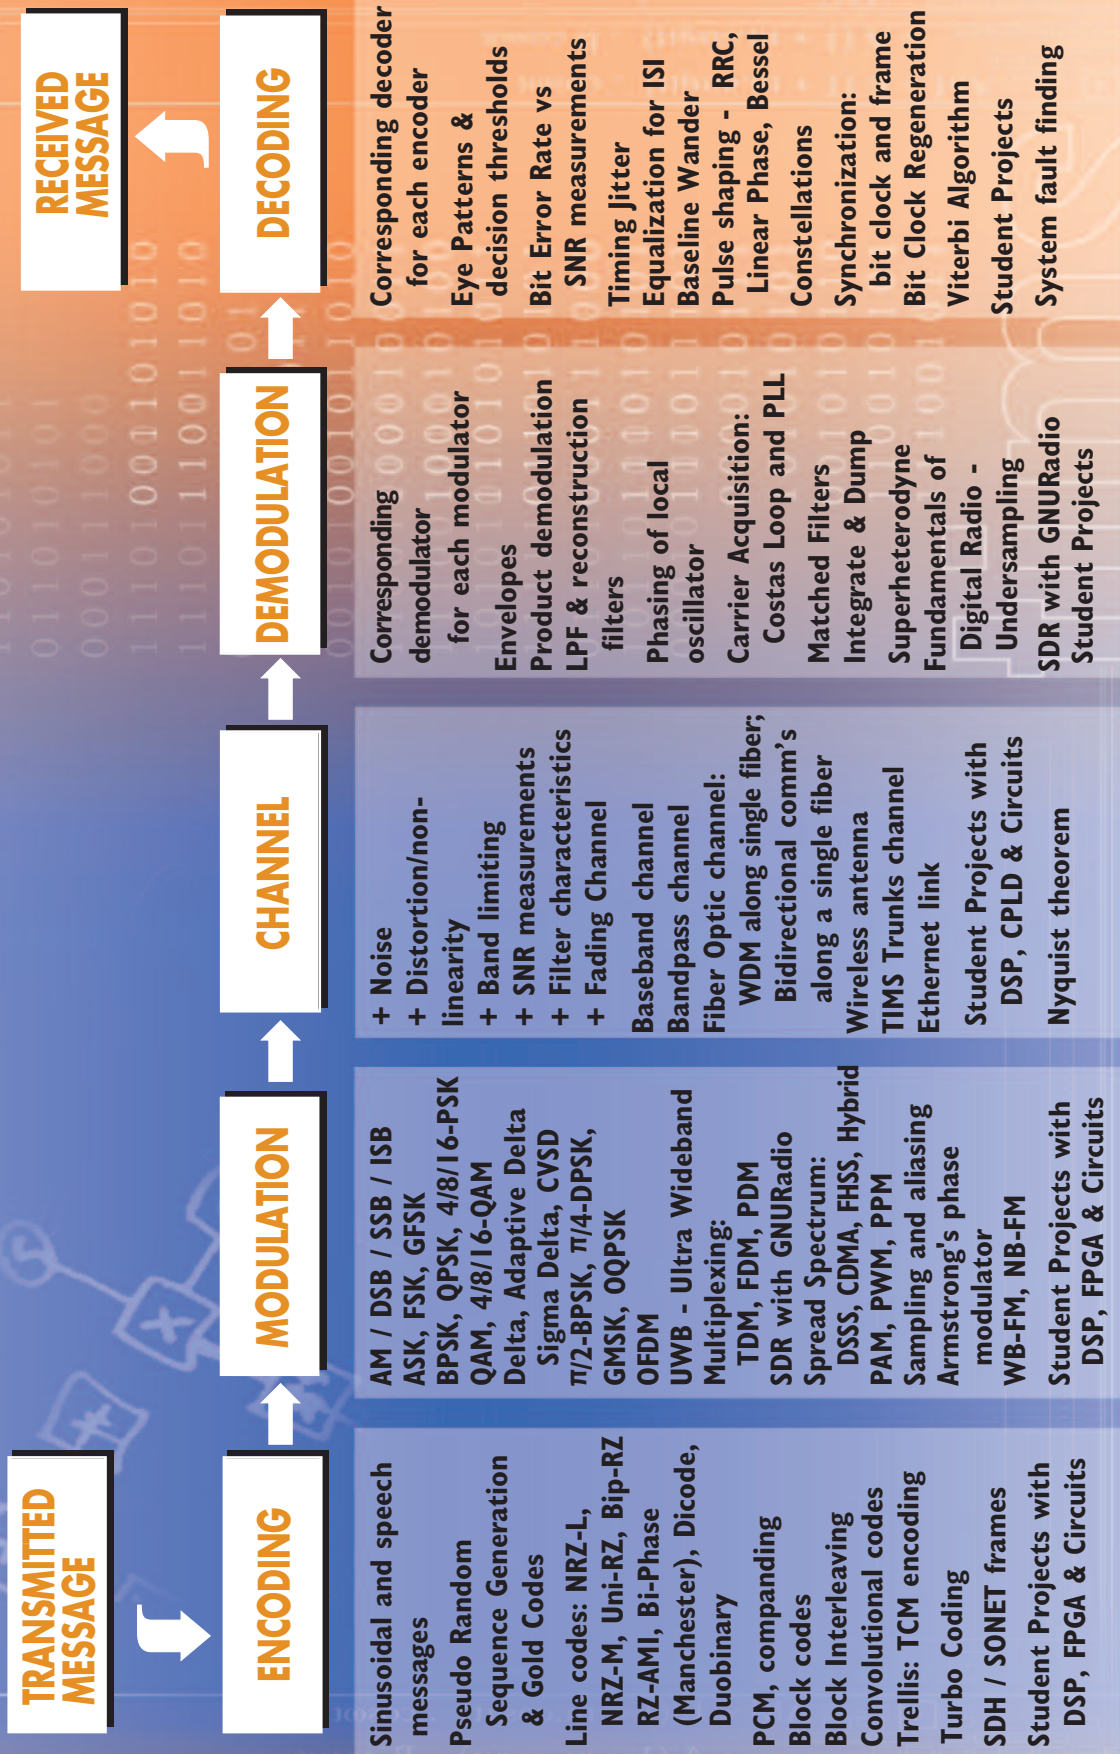 TRANSMITTED
MESSAGE
ENCODING
Sinusoidal and speech
messages
Pseudo Random
Sequence Generation
& Gold Codes
Line codes: NRZ-L,
NRZ-M, Uni-RZ, Bip-RZ
RZ-AMI, Bi-Phase
(Manchester), Dicode,
Duobinary
PCM, companding
Block codes
Block Interleaving
Convolutional codes
Trellis: TCM encoding
Turbo Coding
SDH / SONET frames
Student Projects with
DSP, FPGA & Circuits
MODULATION
AM / DSB / SSB / ISB
ASK, FSK, GFSK
BPSK, QPSK, 4/8/16-PSK
QAM, 4/8/16-QAM
Delta, Adaptive Delta
Sigma Delta, CVSD
π/2-BPSK, π/4-DPSK,
GMSK, OQPSK
OFDM
UWB - Ultra Wideband
Multiplexing:
TDM, FDM, PDM
SDR with GNURadio
Spread Spectrum:
DSSS, CDMA, FHSS, Hybrid
PAM, PWM, PPM
Sampling and aliasing
Armstrong's phase
modulator
WB-FM, NB-FM
Student Projects with
DSP, FPGA & Circuits
CHANNEL
+ Noise
+ Distortion/non-
linearity
+ Band limiting
+ SNR measurements
+ Filter characteristics
+ Fading Channel
Baseband channel
Bandpass channel
Fiber Optic channel:
WDM along single fiber;
Bidirectional comm's
along a single fiber
Wireless antenna
TIMS Trunks channel
Ethernet link
Student Projects with
DSP, CPLD & Circuits
Nyquist theorem
DEMODULATION
Corresponding
demodulator
for each modulator
Envelopes
Product demodulation
LPF & reconstruction
filters
Phasing of local
oscillator
Carrier Acquisition:
Costas Loop and PLL
Matched Filters
Integrate & Dump
Superheterodyne
Fundamentals of
Digital Radio -
Undersampling
SDR with GNURadio
Student Projects
RECEIVED
MESSAGE
DECODING
Corresponding decoder
for each encoder
Eye Patterns &
decision thresholds
Bit Error Rate vs
SNR measurements
Timing Jitter
Equalization for ISI
Baseline Wander
Pulse shaping - RRC,
Linear Phase, Bessel
Constellations
Synchronization:
bit clock and frame
Bit Clock Regeneration
Viterbi Algorithm
Student Projects
System fault finding